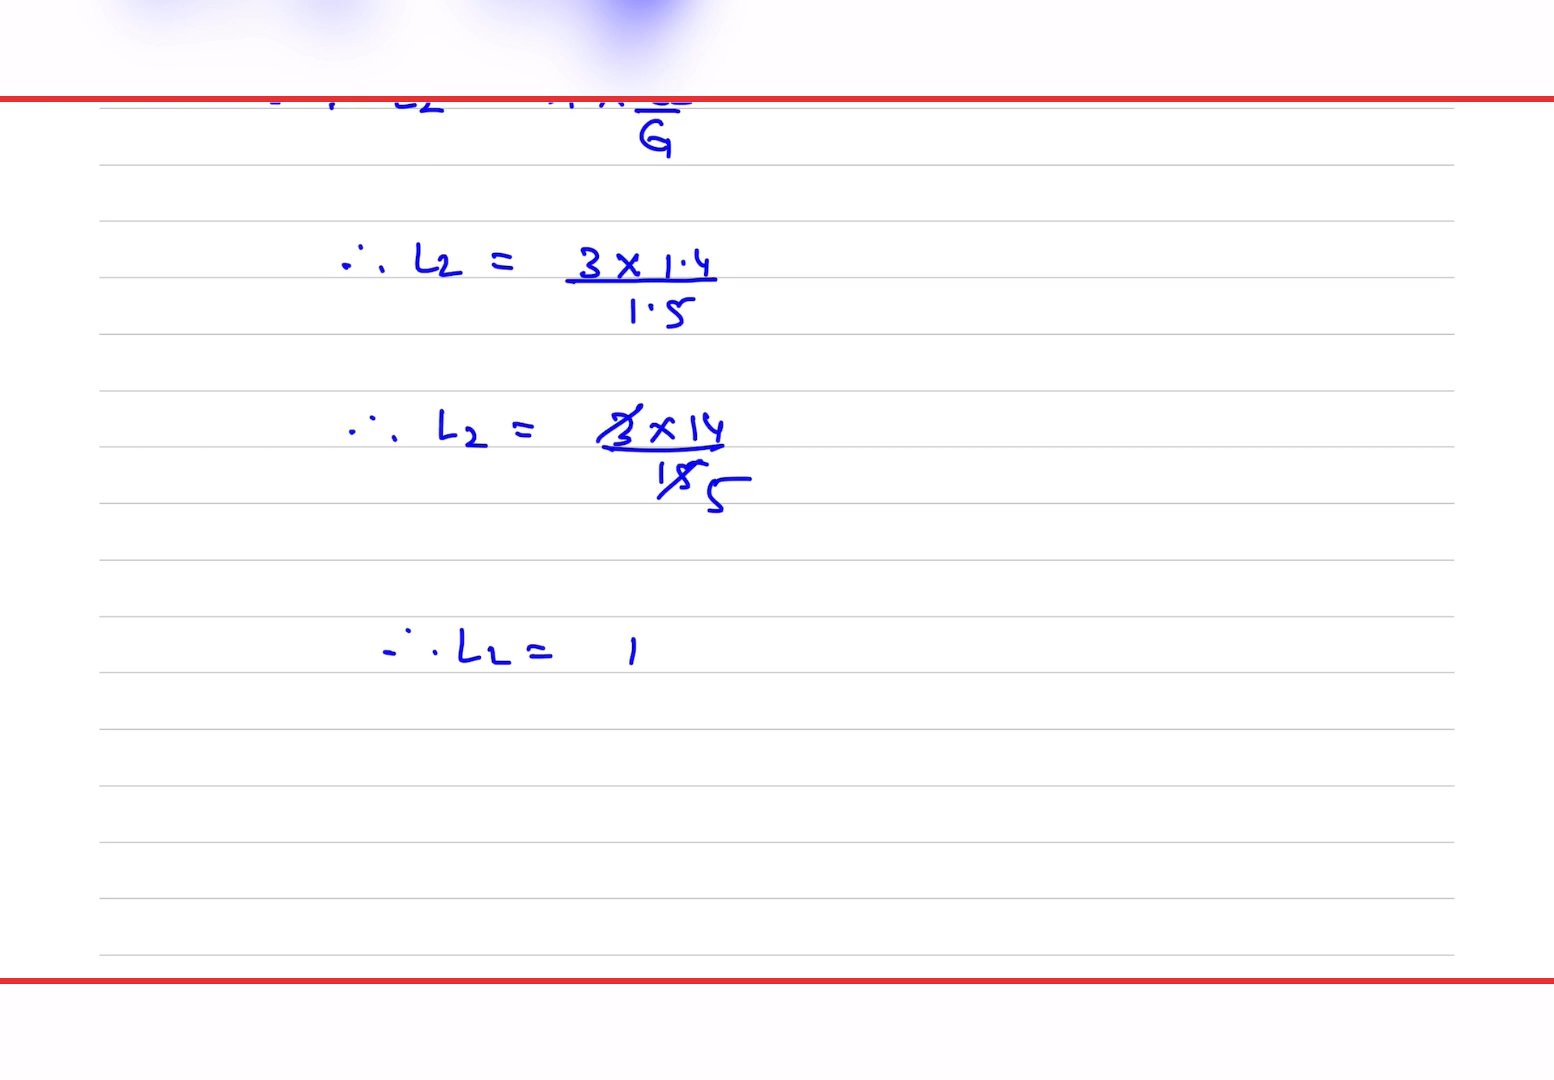 G
∴ L2 = 3 × 1.4
1.5
∴ L2 = 3 × 14
15 5
∴ L2 = 1